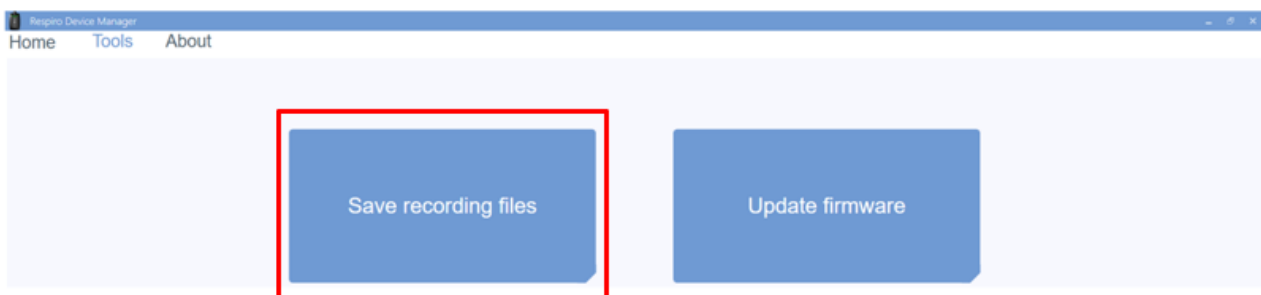 Respiro Device Manager
Home Tools About
Save recording files Update firmware